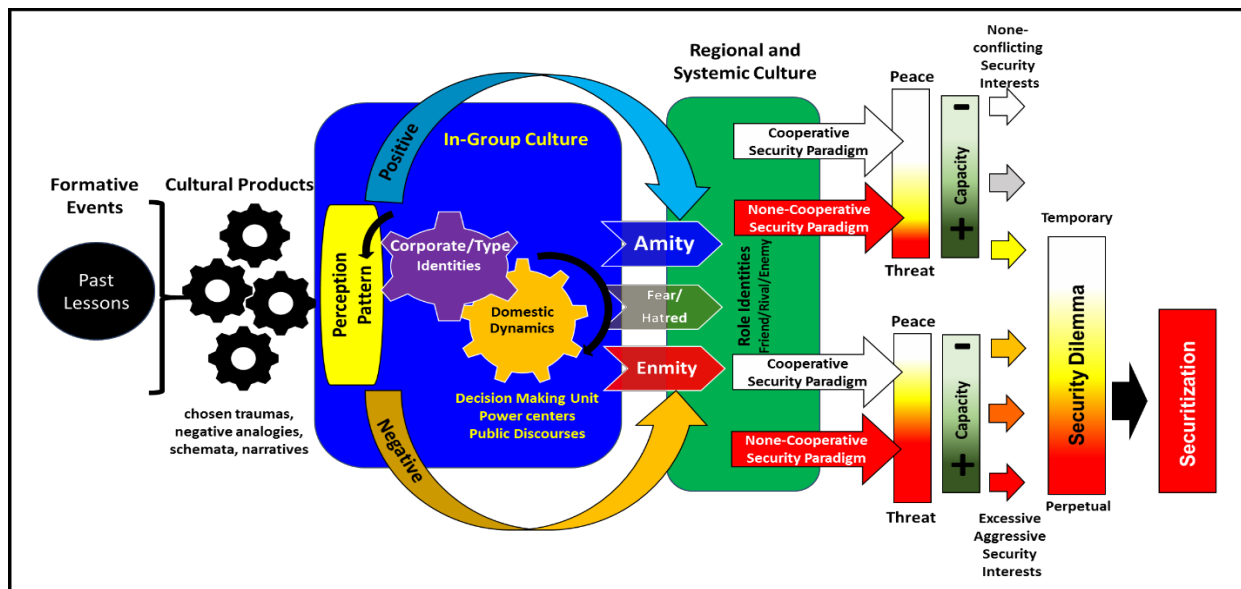 Formative
Events
Past
Lessons
Cultural Products
chosen traumas,
negative analogies,
schemata, narratives
Perception
Pattern
In-Group Culture
Positive
Negative
Corporate/Type
Identities
Domestic
Dynamics
Decision Making Unit
Power centers
Public Discourses
Amity
Fear/
Hatred
Enmity
Regional and
Systemic Culture
Role Identities
Friend/Rival/Enemy
Cooperative
Security Paradigm
None-Cooperative
Security Paradigm
Cooperative
Security Paradigm
None-Cooperative
Security Paradigm
Peace
Threat
-
Capacity
+
Peace
Threat
-
Capacity
+
None-
conflicting
Security
Interests
Excessive
Aggressive
Security
Interests
Temporary
Security Dilemma
Perpetual
Securitization